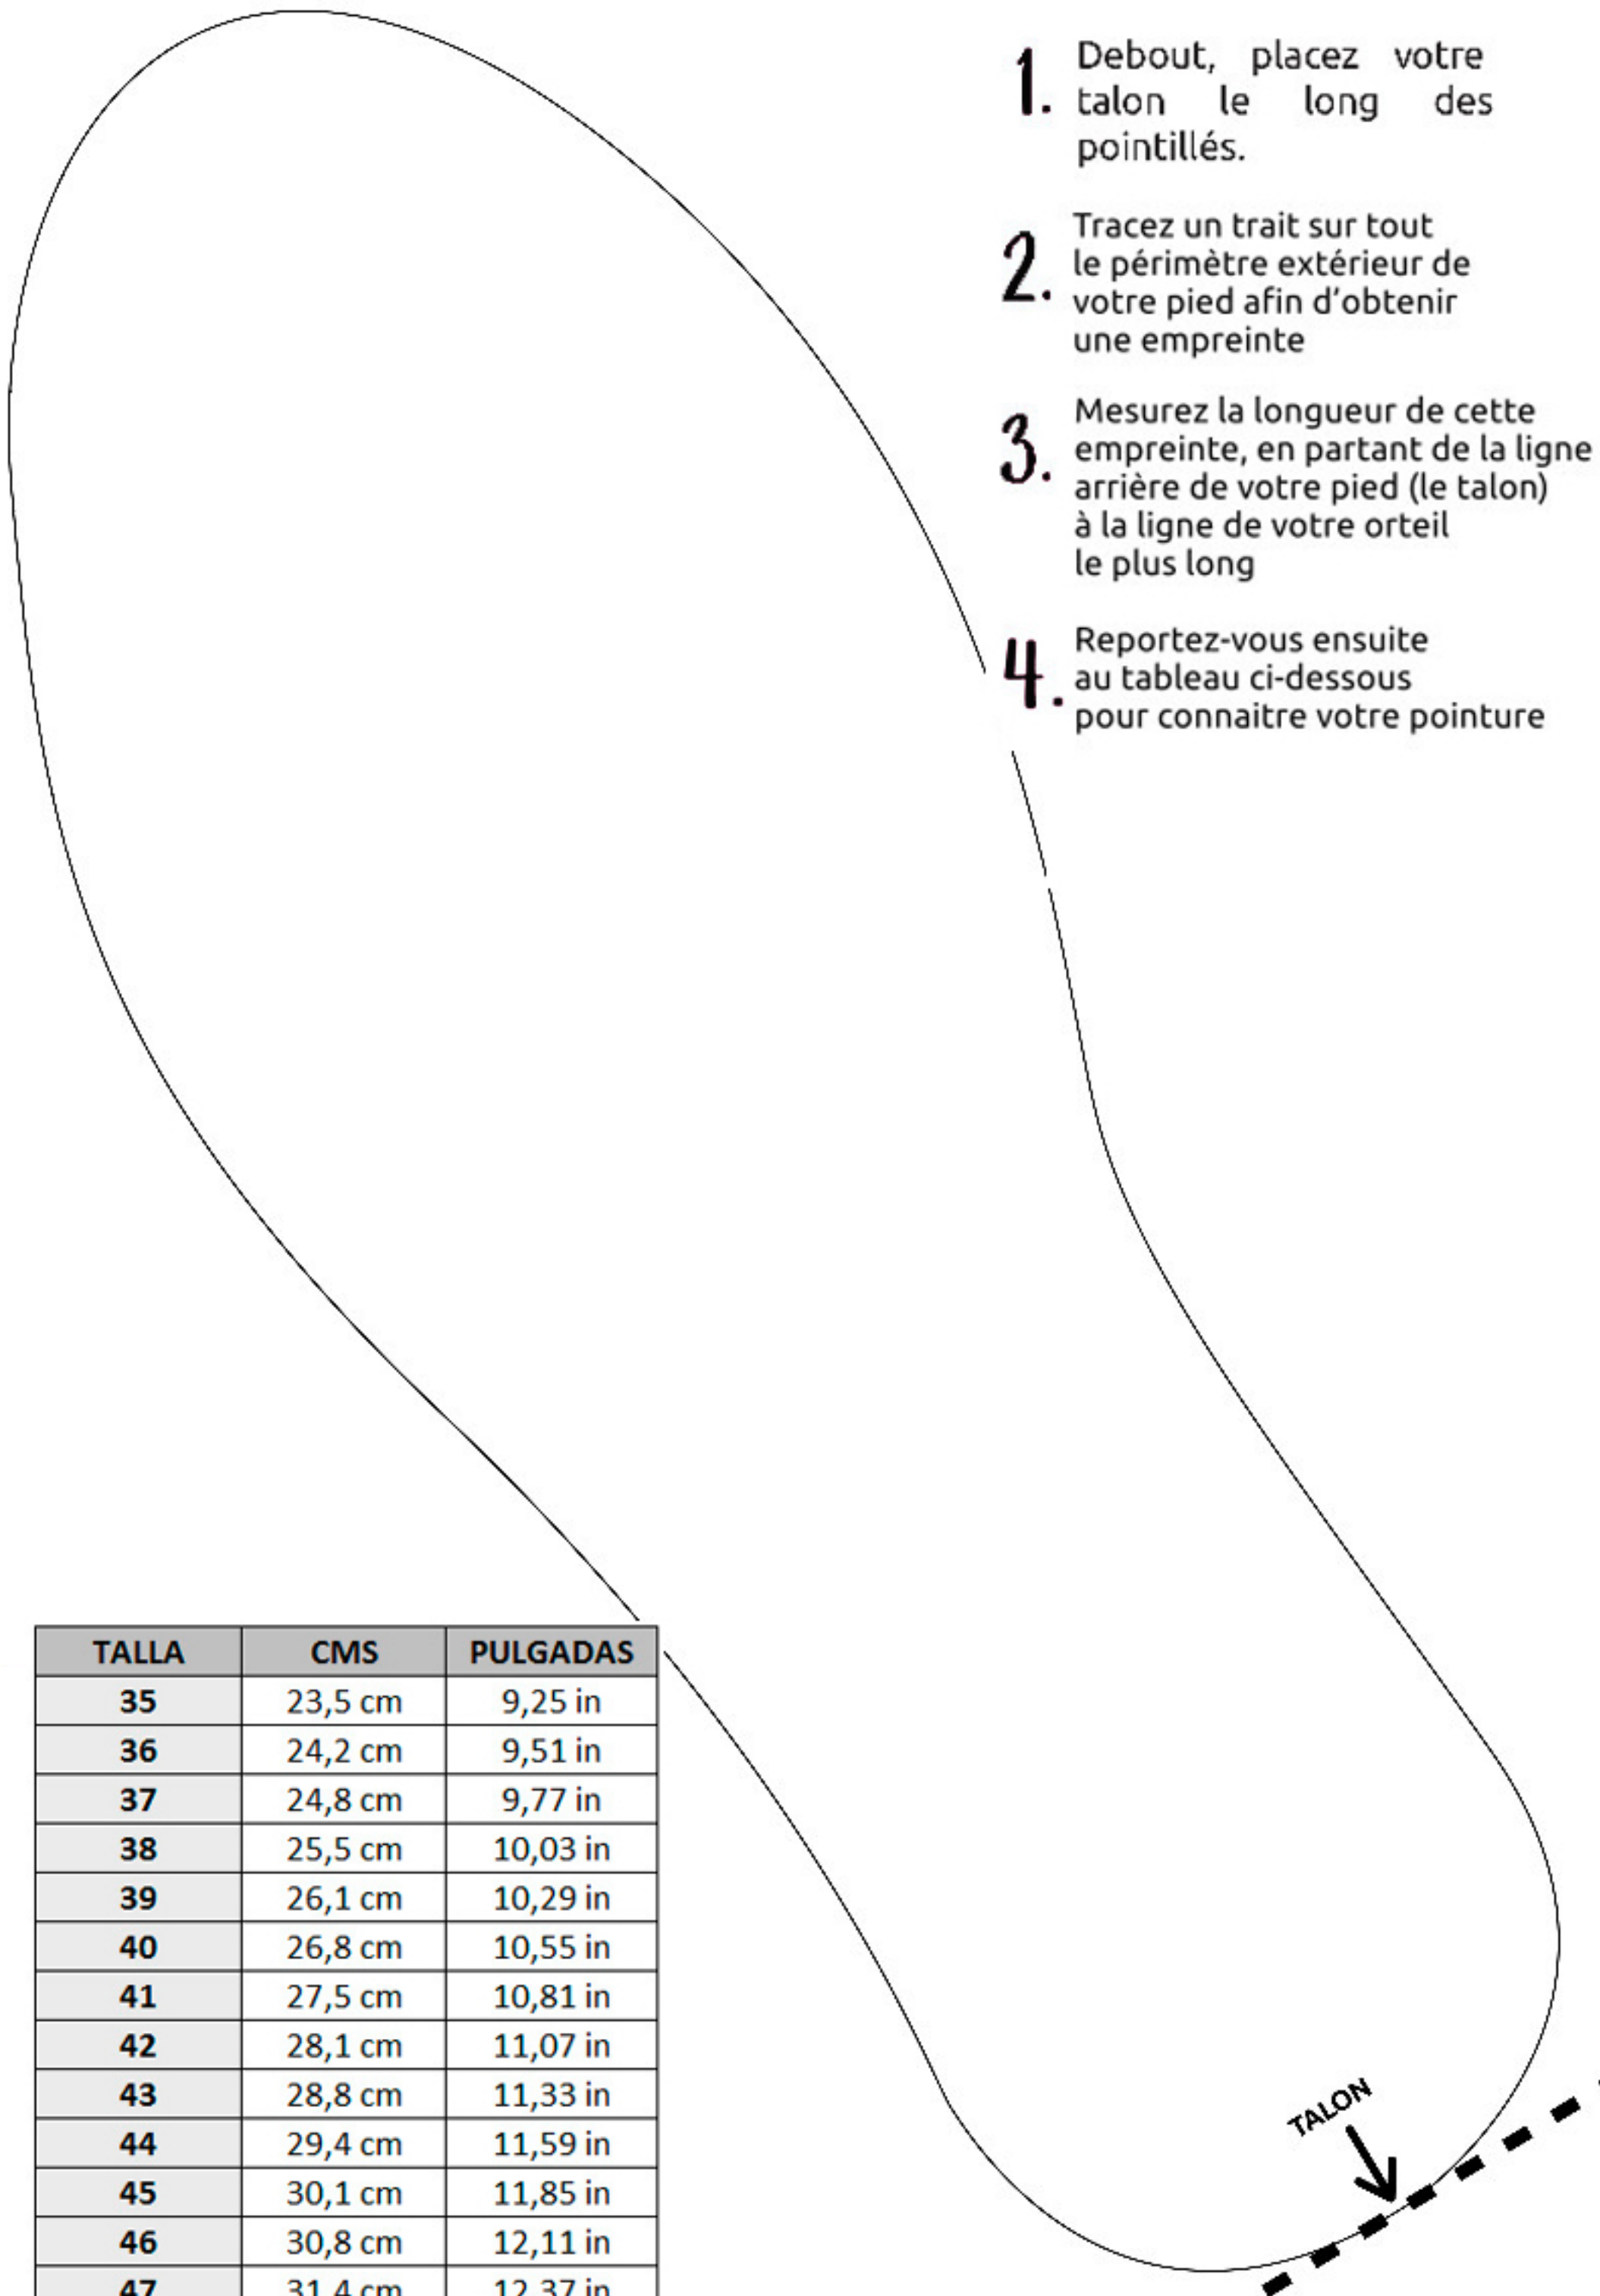 1. Debout, placez votre
talon le long des
pointillés.
2. Tracez un trait sur tout
le périmètre extérieur de
votre pied afin d'obtenir
une empreinte
3. Mesurez la longueur de cette
empreinte, en partant de la ligne
arrière de votre pied (le talon)
à la ligne de votre orteil
le plus long
4. Reportez-vous ensuite
au tableau ci-dessous
pour connaitre votre pointure
TALLA CMS PULGADAS
35 23,5 cm 9,25 in
36 24,2 cm 9,51 in
37 24,8 cm 9,77 in
38 25,5 cm 10,03 in
39 26,1 cm 10,29 in
40 26,8 cm 10,55 in
41 27,5 cm 10,81 in
42 28,1 cm 11,07 in
43 28,8 cm 11,33 in
44 29,4 cm 11,59 in
45 30,1 cm 11,85 in
46 30,8 cm 12,11 in
47 31,4 cm 12,37 in
TALON